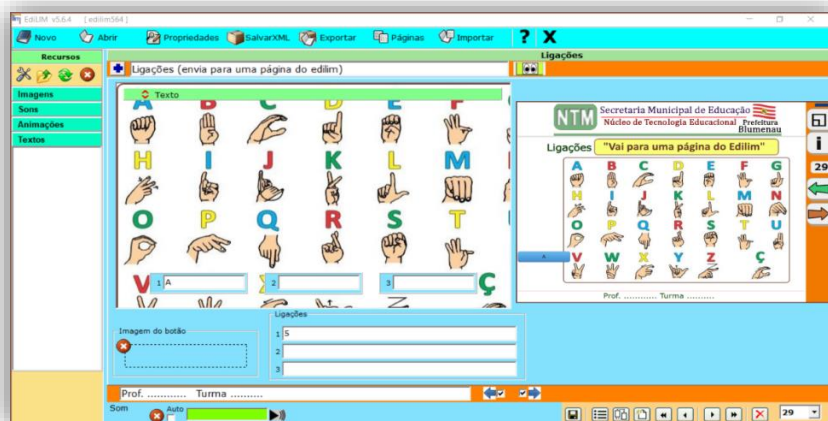 EdiLIM v5.6.4 [edilim564]
Novo Abrir Propriedades SalvarXML Exportar Páginas Importar ? X
Recursos
Imagens
Sons
Animações
Textos
Ligações
Ligações (envia para uma página do edilim)
Texto
A B C D E F
H I J K L M
O P Q R S T
V Ç
1 A
2
3
Imagem do botão
Ligações
1 5
2
3
Prof. ............ Turma ..........
Som
Auto
NTM
Secretaria Municipal de Educação
Núcleo de Tecnologia Educacional
Prefeitura
Blumenau
Ligações "Vai para uma página do Edilim"
A B C D E F G
H I J K L M N
O P Q R S T U
V W X Y Z Ç
A
Prof. ............ Turma ..........
i
29
29